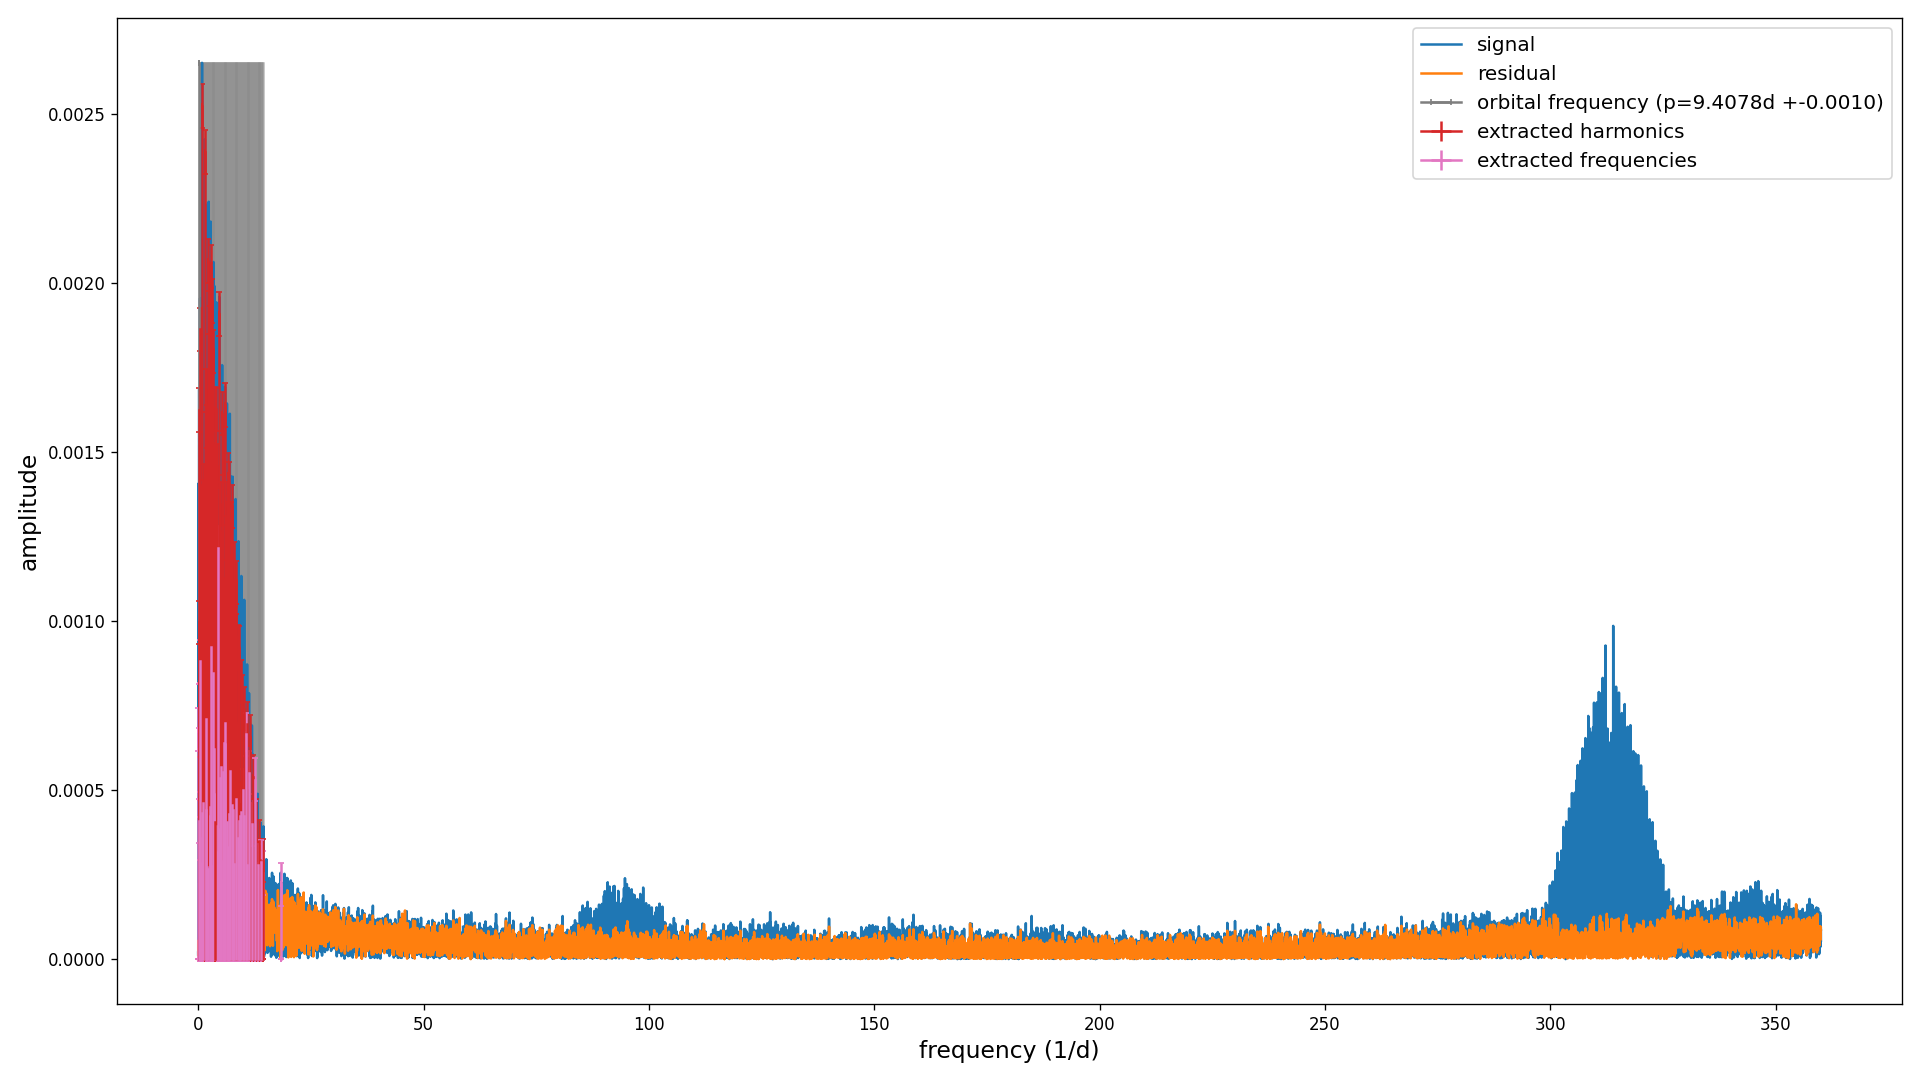 signal
residual
orbital frequency (p=9.4078d +-0.0010)
extracted harmonics
extracted frequencies
0.0025
0.0020
0.0015
0.0010
0.0005
0.0000
amplitude
0 50 100 150 200 250 300 350
frequency (1/d)